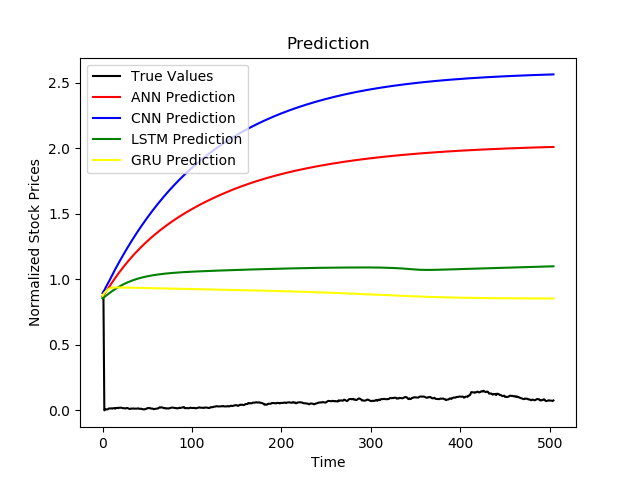 Prediction
True Values
ANN Prediction
CNN Prediction
LSTM Prediction
GRU Prediction
2.5
2.0
1.5
1.0
0.5
0.0
Normalized Stock Prices
0 100 200 300 400 500
Time